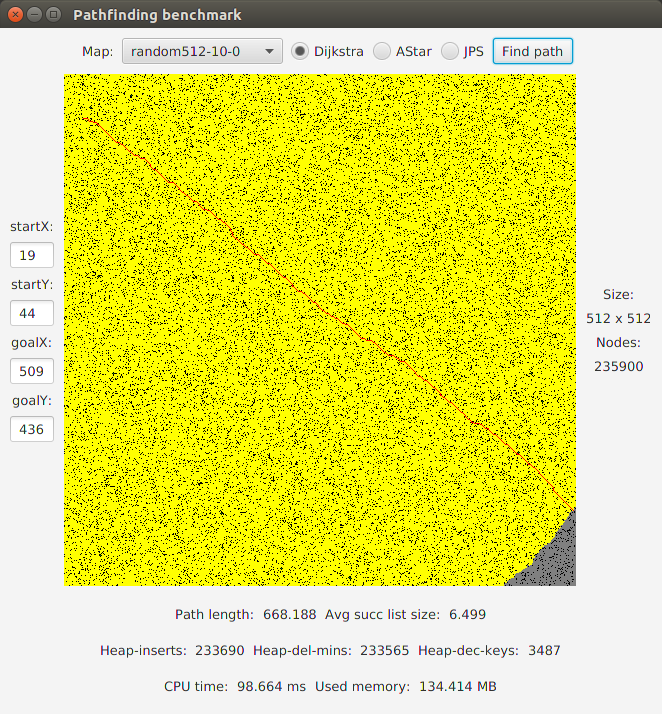 Pathfinding benchmark
Map: random512-10-0 Dijkstra AStar JPS Find path
startX:
19
startY:
44
goalX:
509
goalY:
436
Size:
512 x 512
Nodes:
235900
Path length: 668.188 Avg succ list size: 6.499
Heap-inserts: 233690 Heap-del-mins: 233565 Heap-dec-keys: 3487
CPU time: 98.664 ms Used memory: 134.414 MB